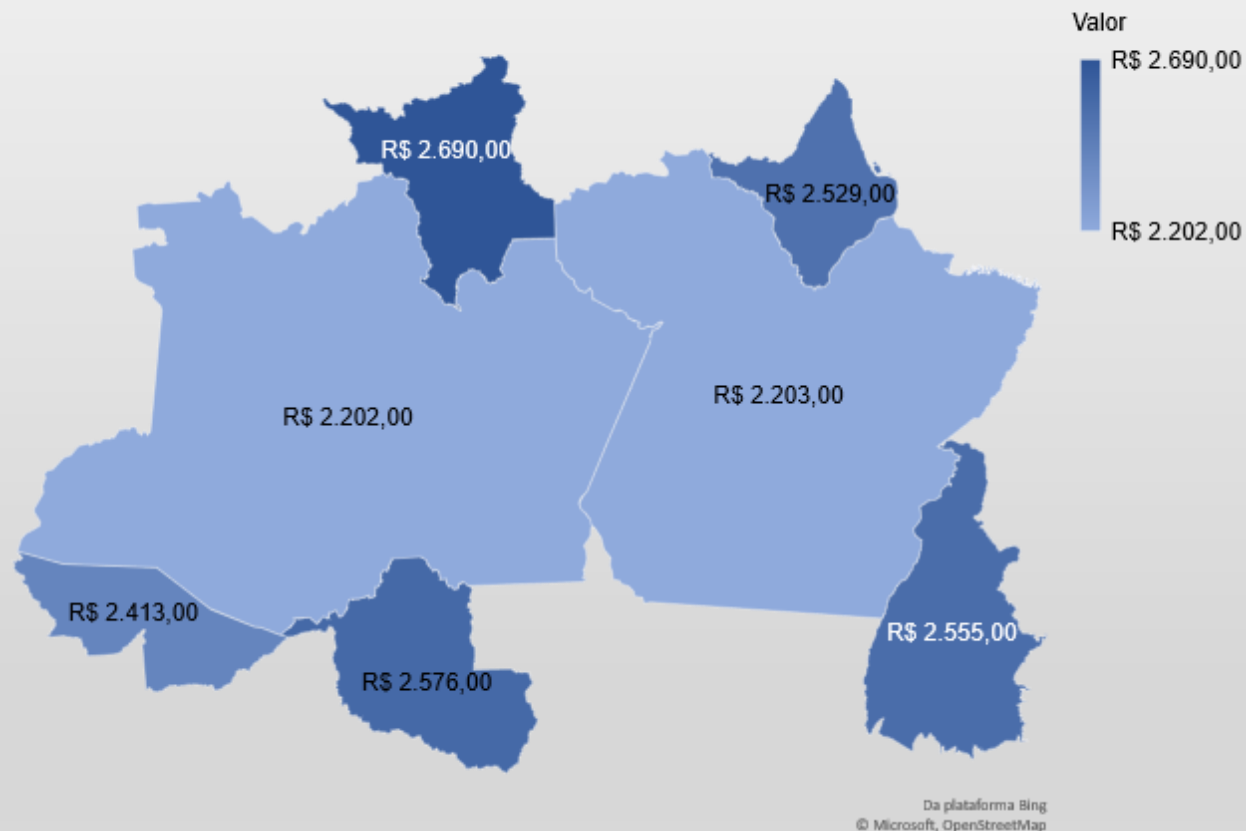 Valor
R$ 2.690,00
R$ 2.202,00
R$ 2.690,00
R$ 2.529,00
R$ 2.203,00
R$ 2.202,00
R$ 2.413,00
R$ 2.555,00
R$ 2.576,00
Da plataforma Bing
© Microsoft, OpenStreetMap